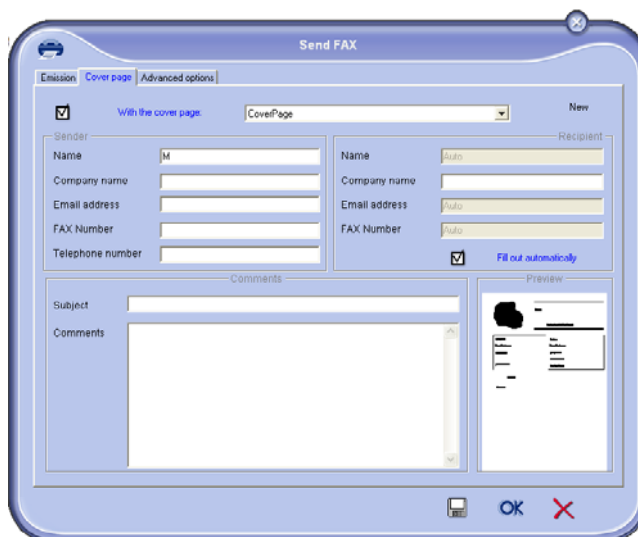 Send FAX
Emission Cover page Advanced options
With the cover page: CoverPage New
Sender
Name M
Company name
Email address
FAX Number
Telephone number
Recipient
Name Auto
Company name
Email address Auto
FAX Number Auto
Fill out automatically
Comments
Subject
Comments
Preview
OK